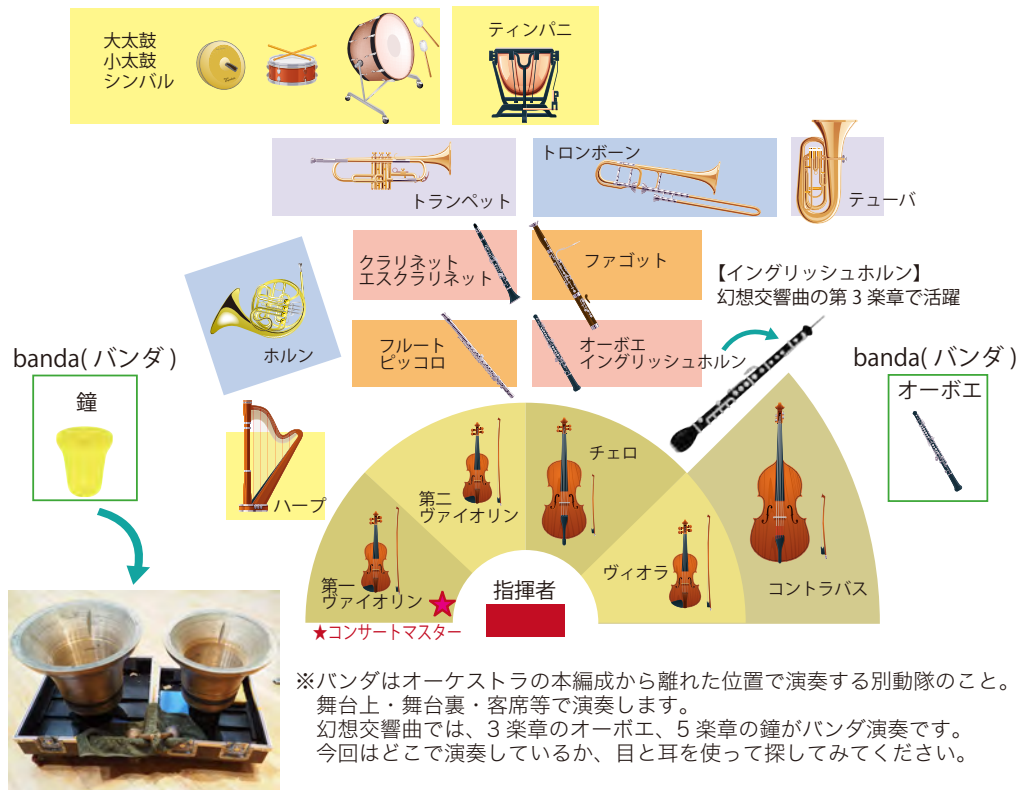 大太鼓
小太鼓
シンバル
ティンパニ
トランペット
トロンボーン
テューバ
クラリネット
エスクラリネット
ファゴット
【イングリッシュホルン】
幻想交響曲の第3楽章で活躍
ホルン
フルート
ピッコロ
オーボエ
イングリッシュホルン
banda(バンダ)
鐘
banda(バンダ)
オーボエ
ハープ
第二
ヴァイオリン
チェロ
第一
ヴァイオリン
★コンサートマスター
指揮者
ヴィオラ
コントラバス
※バンダはオーケストラの本編成から離れた位置で演奏する別動隊のこと。
舞台上・舞台裏・客席等で演奏します。
幻想交響曲では、3楽章のオーボエ、5楽章の鐘がバンダ演奏です。
今回はどこで演奏しているか、目と耳を使って探してみてください。